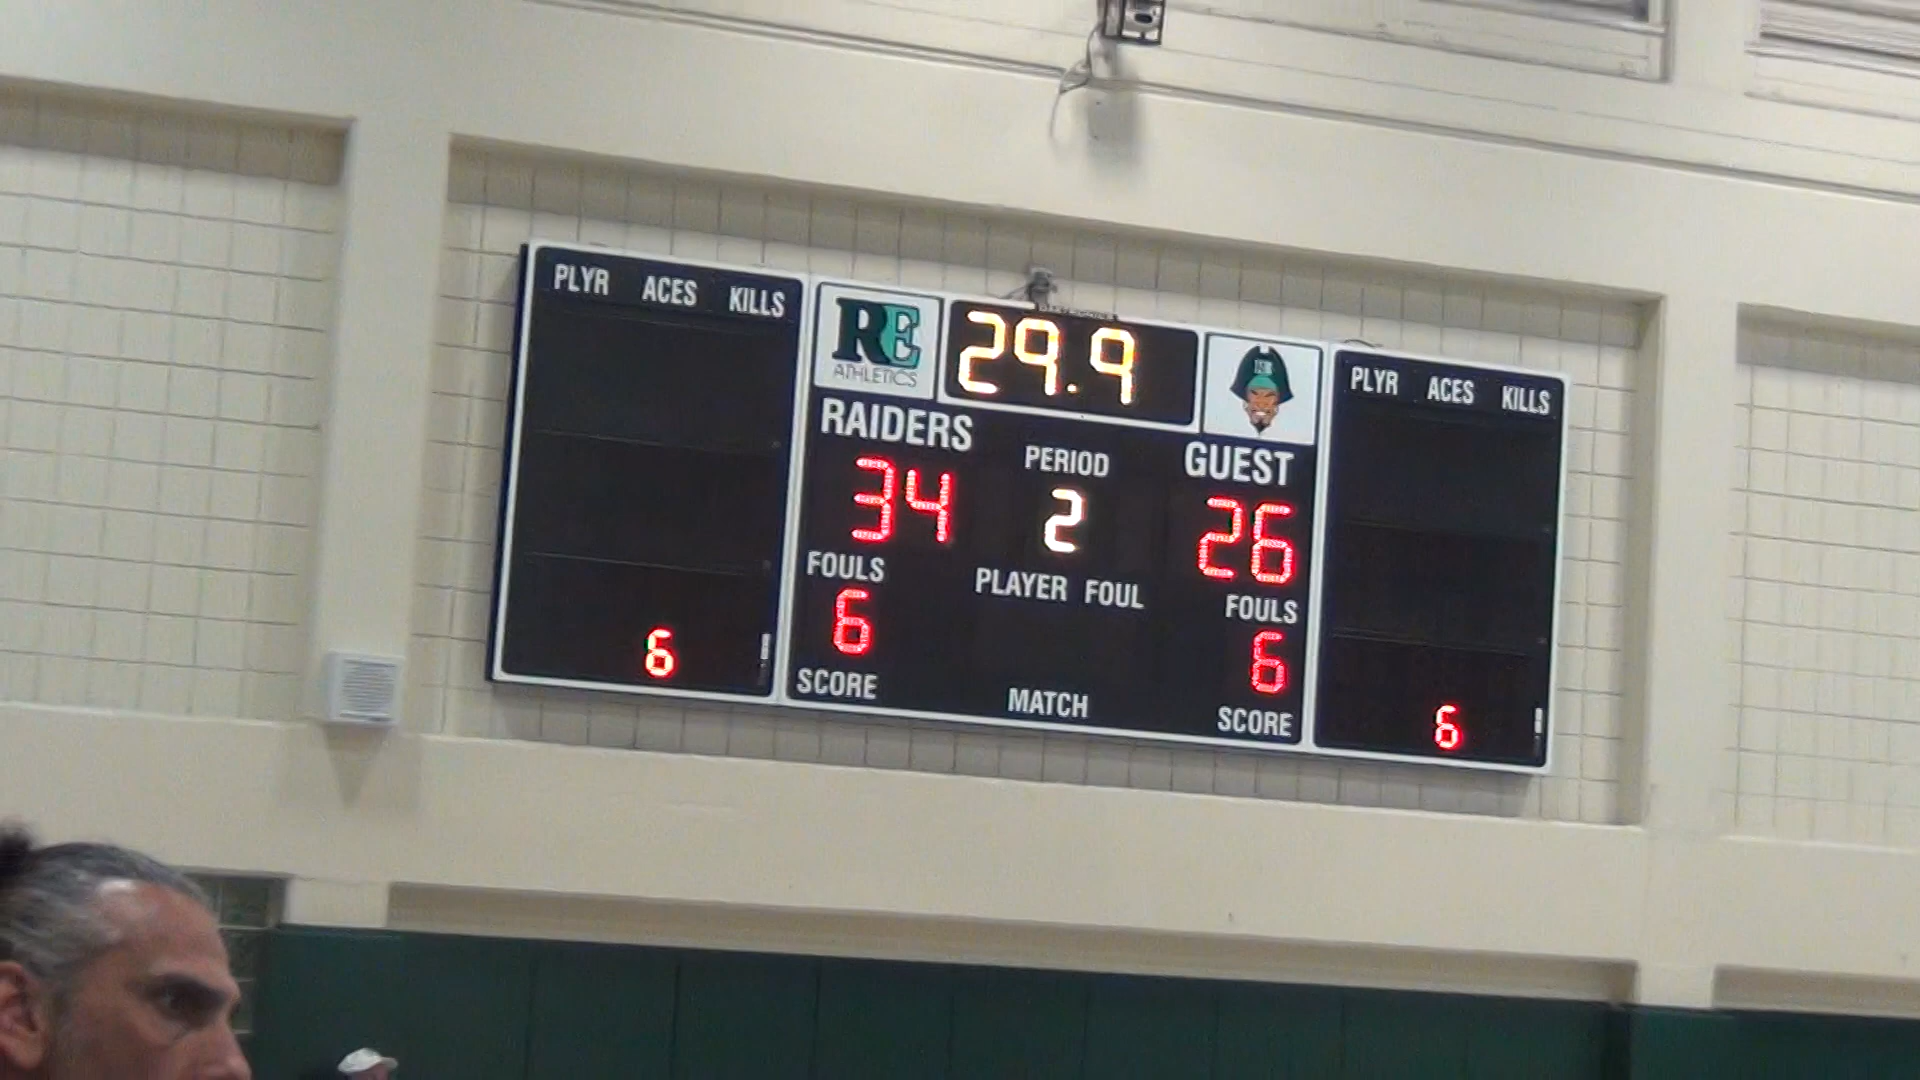 PLYR ACES KILLS
6
RE
ATHLETICS
29.9
RAIDERS
34
PERIOD
2
GUEST
26
FOULS
6
PLAYER FOUL
FOULS
6
SCORE
MATCH
SCORE
PLYR ACES KILLS
6